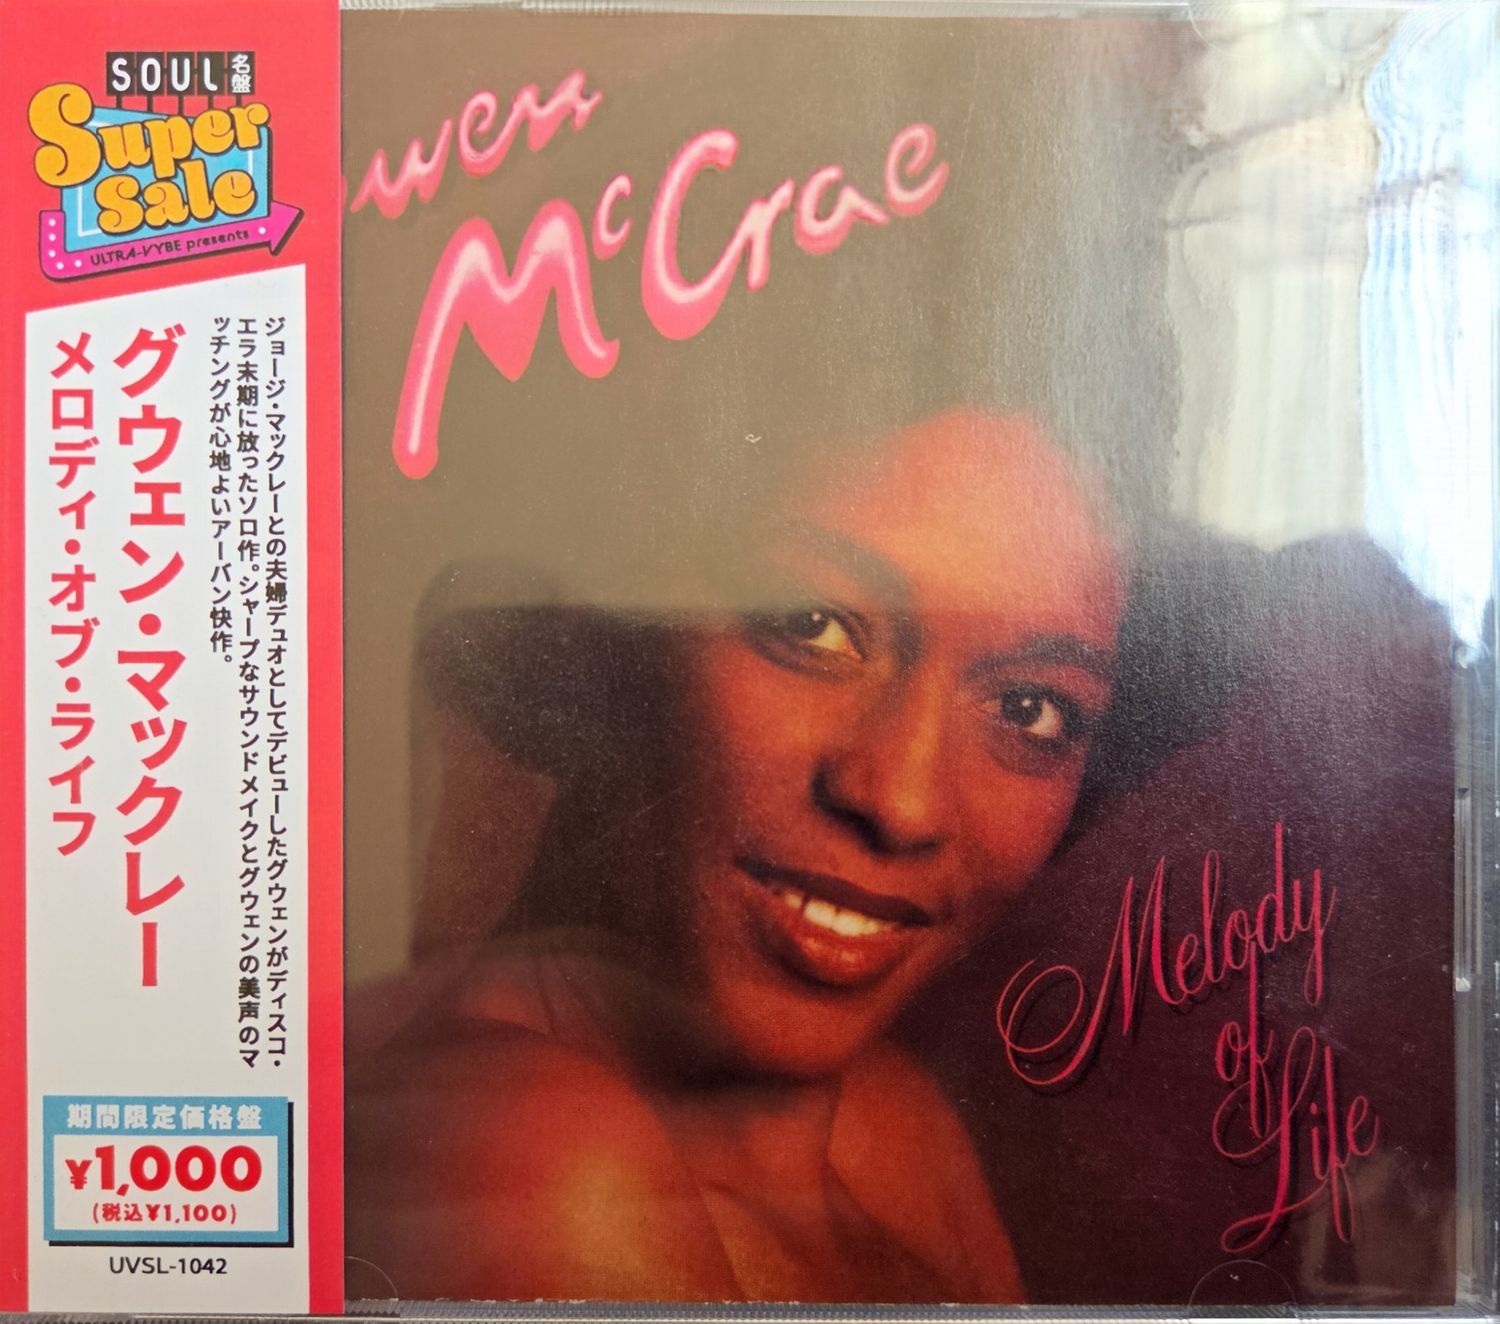 SOUL名盤
Super
Sale
ULTRA-VYBE presents
ジョージ・マックレーとの夫婦デュオとしてデビューしたグウェンがディスコ・
エラ末期に放ったソロ作。シャープなサウンドメイクとグウェンの美声のマ
ッチングが心地よいアーバン快作。
グウェン・マックレー
メロディ・オブ・ライフ
期間限定価格盤
¥1,000
(税込¥1,100)
UVSL-1042
wen
McCrae
Melody
of
Life